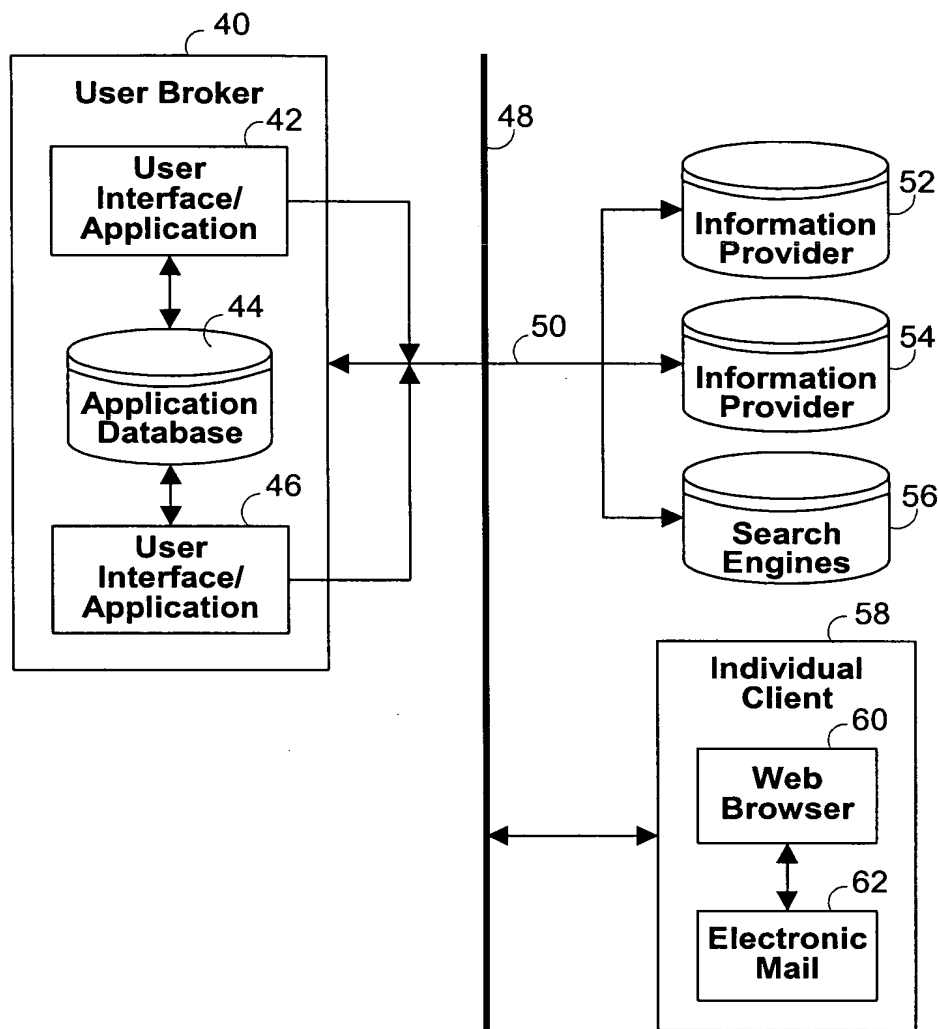 40
User Broker
42
User
Interface/
Application
44
Application
Database
46
User
Interface/
Application
48
50
52
Information
Provider
54
Information
Provider
56
Search
Engines
58
Individual
Client
60
Web
Browser
62
Electronic
Mail